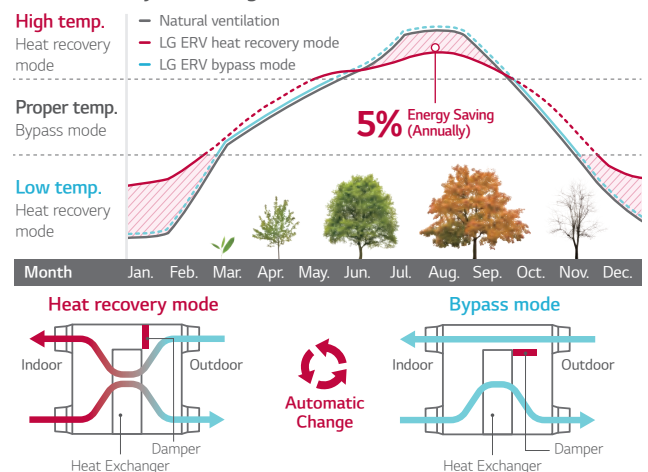 High temp.
Heat recovery
mode
Natural ventilation
LG ERV heat recovery mode
LG ERV bypass mode
Proper temp.
Bypass mode
5% Energy Saving
(Annually)
Low temp.
Heat recovery
mode
Month Jan. Feb. Mar. Apr. May. Jun. Jul. Aug. Sep. Oct. Nov. Dec.
Heat recovery mode
Indoor
Outdoor
Damper
Heat Exchanger
Automatic
Change
Bypass mode
Indoor
Outdoor
Damper
Heat Exchanger